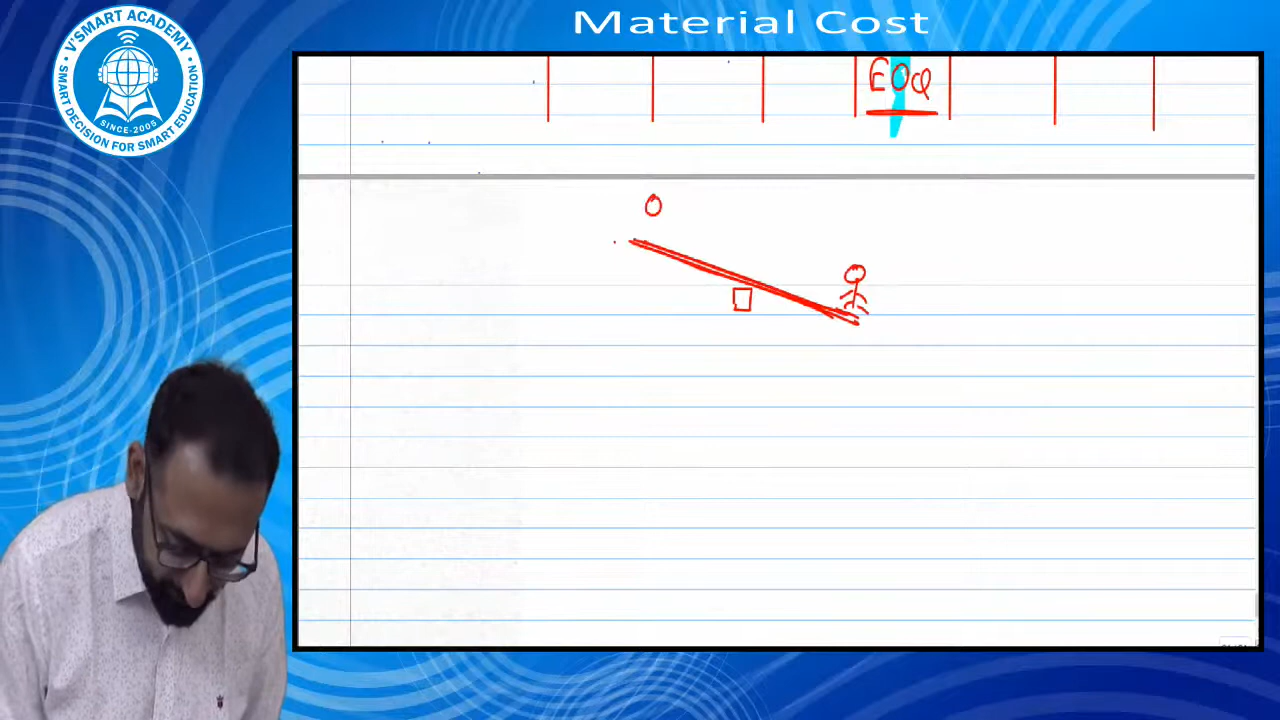 Material Cost
V'SMART ACADEMY
SINCE-2005
SMART DECISION FOR SMART EDUCATION
EOQ